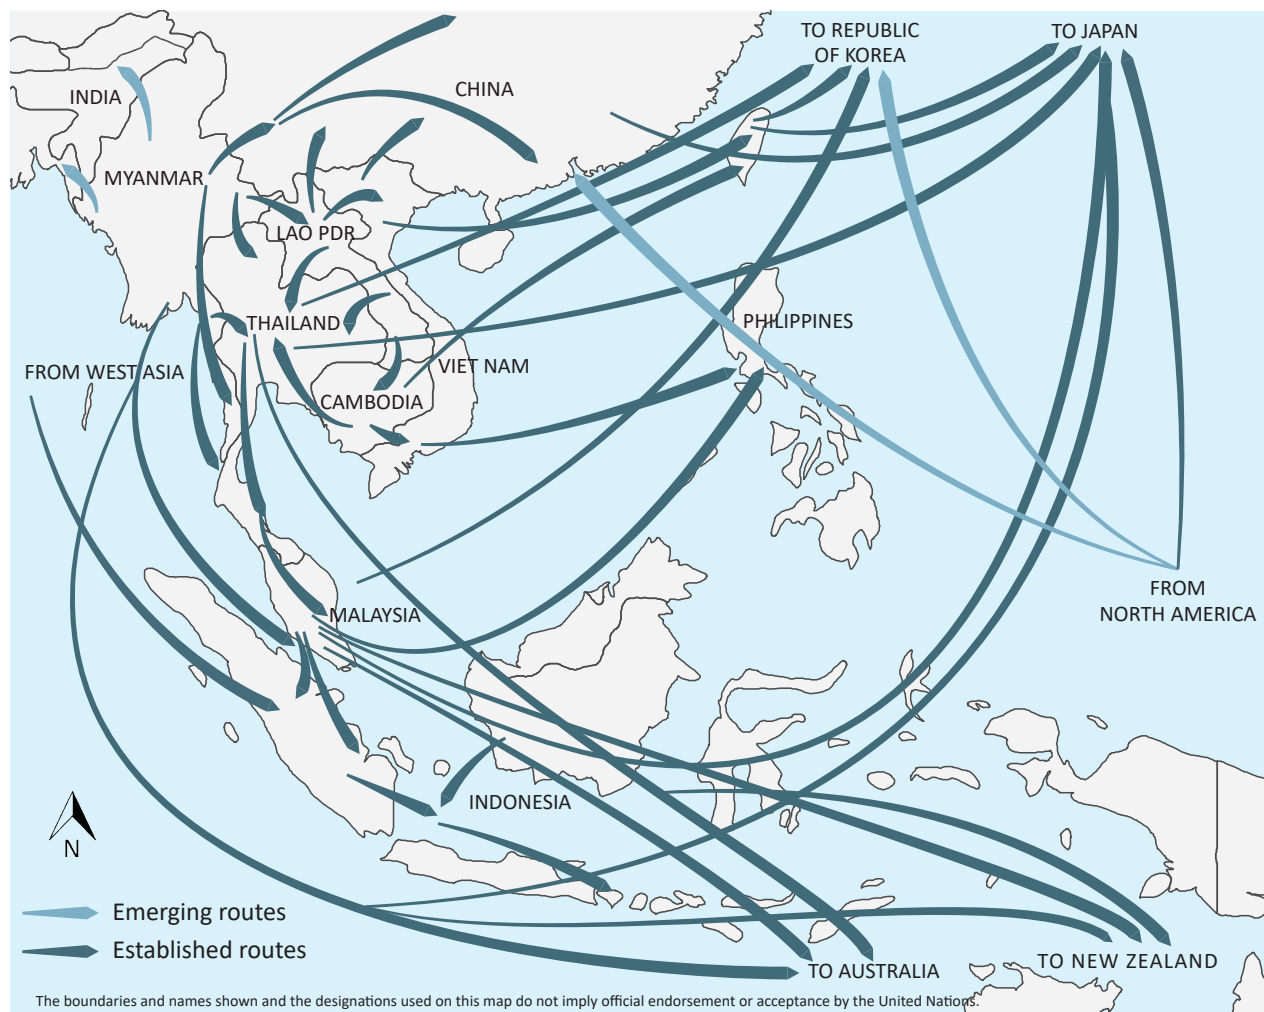 TO REPUBLIC
OF KOREA
TO JAPAN
INDIA
CHINA
MYANMAR
LAO PDR
THAILAND
PHILIPPINES
FROM WEST ASIA
VIET NAM
CAMBODIA
FROM
NORTH AMERICA
MALAYSIA
INDONESIA
N
Emerging routes
Established routes
TO AUSTRALIA
TO NEW ZEALAND
The boundaries and names shown and the designations used on this map do not imply official endorsement or acceptance by the United Nations.